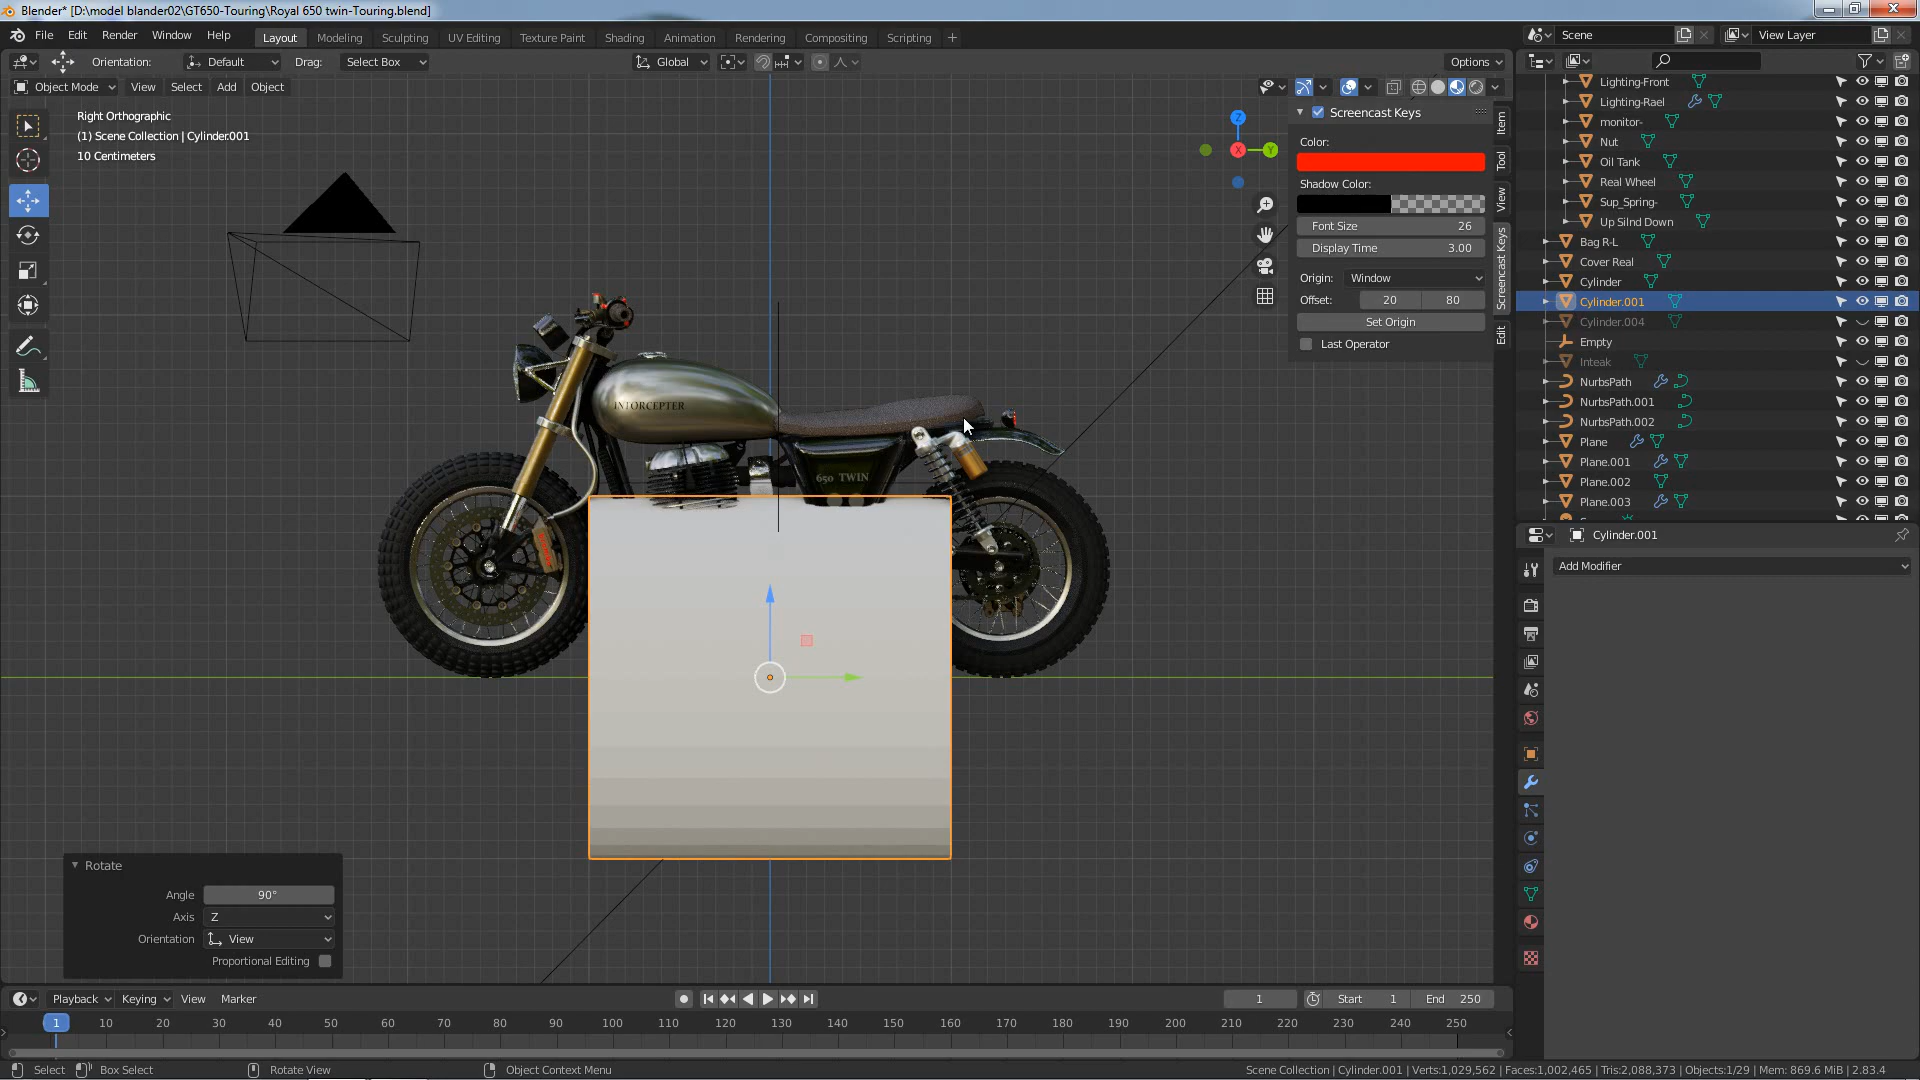 Blender* [D:\model blander02\GT650-Touring\Royal 650 twin-Touring.blend]
File Edit Render Window Help Layout Modeling Sculpting UV Editing Texture Paint Shading Animation Rendering Compositing Scripting + Scene View Layer
Orientation: Default Drag: Select Box Global Options
Object Mode View Select Add Object
Right Orthographic
(1) Scene Collection | Cylinder.001
10 Centimeters
Z
X
Y
Screencast Keys
Color:
Shadow Color:
Font Size 26
Display Time 3.00
Origin: Window
Offset: 20 80
Set Origin
Last Operator
Item
Tool
View
Screencast Keys
Edit
Lighting-Front
Lighting-Rael
monitor-
Nut
Oil Tank
Real Wheel
Sup_Spring-
Up Silnd Down
Bag R-L
Cover Real
Cylinder
Cylinder.001
Cylinder.004
Empty
Inteak
NurbsPath
NurbsPath.001
NurbsPath.002
Plane
Plane.001
Plane.002
Plane.003
Cylinder.001
Add Modifier
INTORCEPTER
650 TWIN
Rotate
Angle 90°
Axis Z
Orientation View
Proportional Editing
Playback Keying View Marker 1 Start 1 End 250
1 10 20 30 40 50 60 70 80 90 100 110 120 130 140 150 160 170 180 190 200 210 220 230 240 250
Select Box Select Rotate View Object Context Menu Scene Collection | Cylinder.001 | Verts:1,029,562 | Faces:1,002,465 | Tris:2,088,373 | Objects:1/29 | Mem: 869.6 MiB | 2.83.4